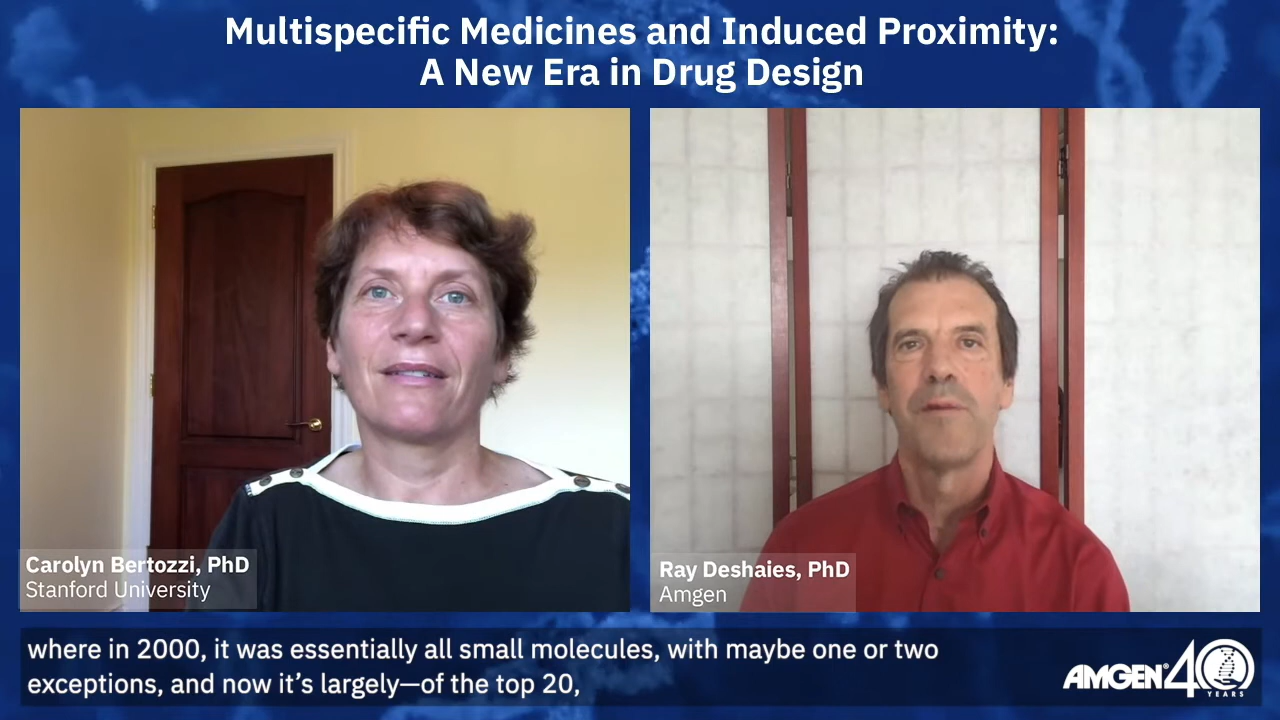 Multispecific Medicines and Induced Proximity:
A New Era in Drug Design
Carolyn Bertozzi, PhD
Stanford University
Ray Deshaies, PhD
Amgen
where in 2000, it was essentially all small molecules, with maybe one or two
exceptions, and now it’s largely—of the top 20,
AMGEN® 40
YEARS